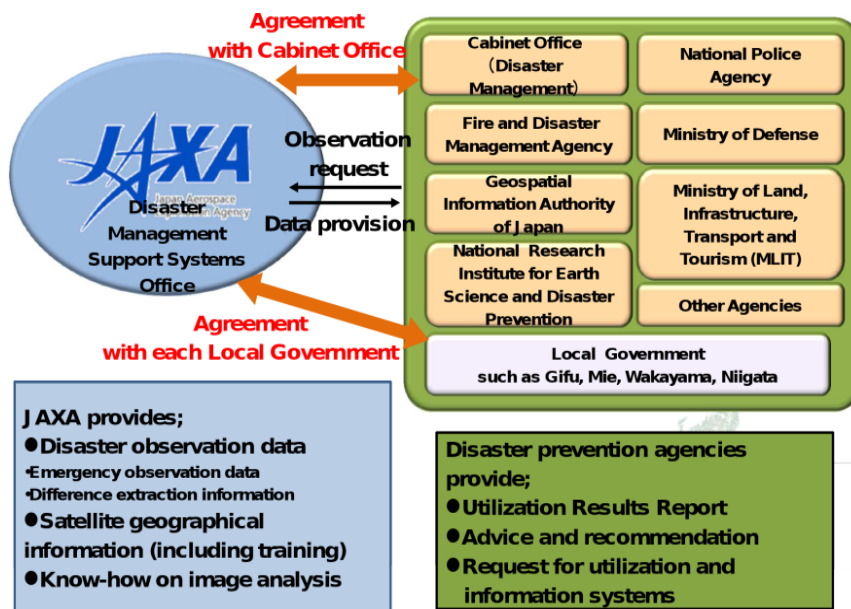 Agreement
with Cabinet Office
Cabinet Office
(Disaster
Management)
National Police
Agency
Fire and Disaster
Management Agency
Ministry of Defense
Geospatial
Information Authority
of Japan
Ministry of Land,
Infrastructure,
Transport and
Tourism (MLIT)
National Research
Institute for Earth
Science and Disaster
Prevention
Other Agencies
Local Government
such as Gifu, Mie, Wakayama, Niigata
JAXA
Japan Aerospace
Agency
Disaster
Management
Support Systems
Office
Observation
request
Data provision
Agreement
with each Local Government
JAXA provides;
●Disaster observation data
•Emergency observation data
•Difference extraction information
●Satellite geographical
information (including training)
●Know-how on image analysis
Disaster prevention agencies
provide;
●Utilization Results Report
●Advice and recommendation
●Request for utilization and
information systems